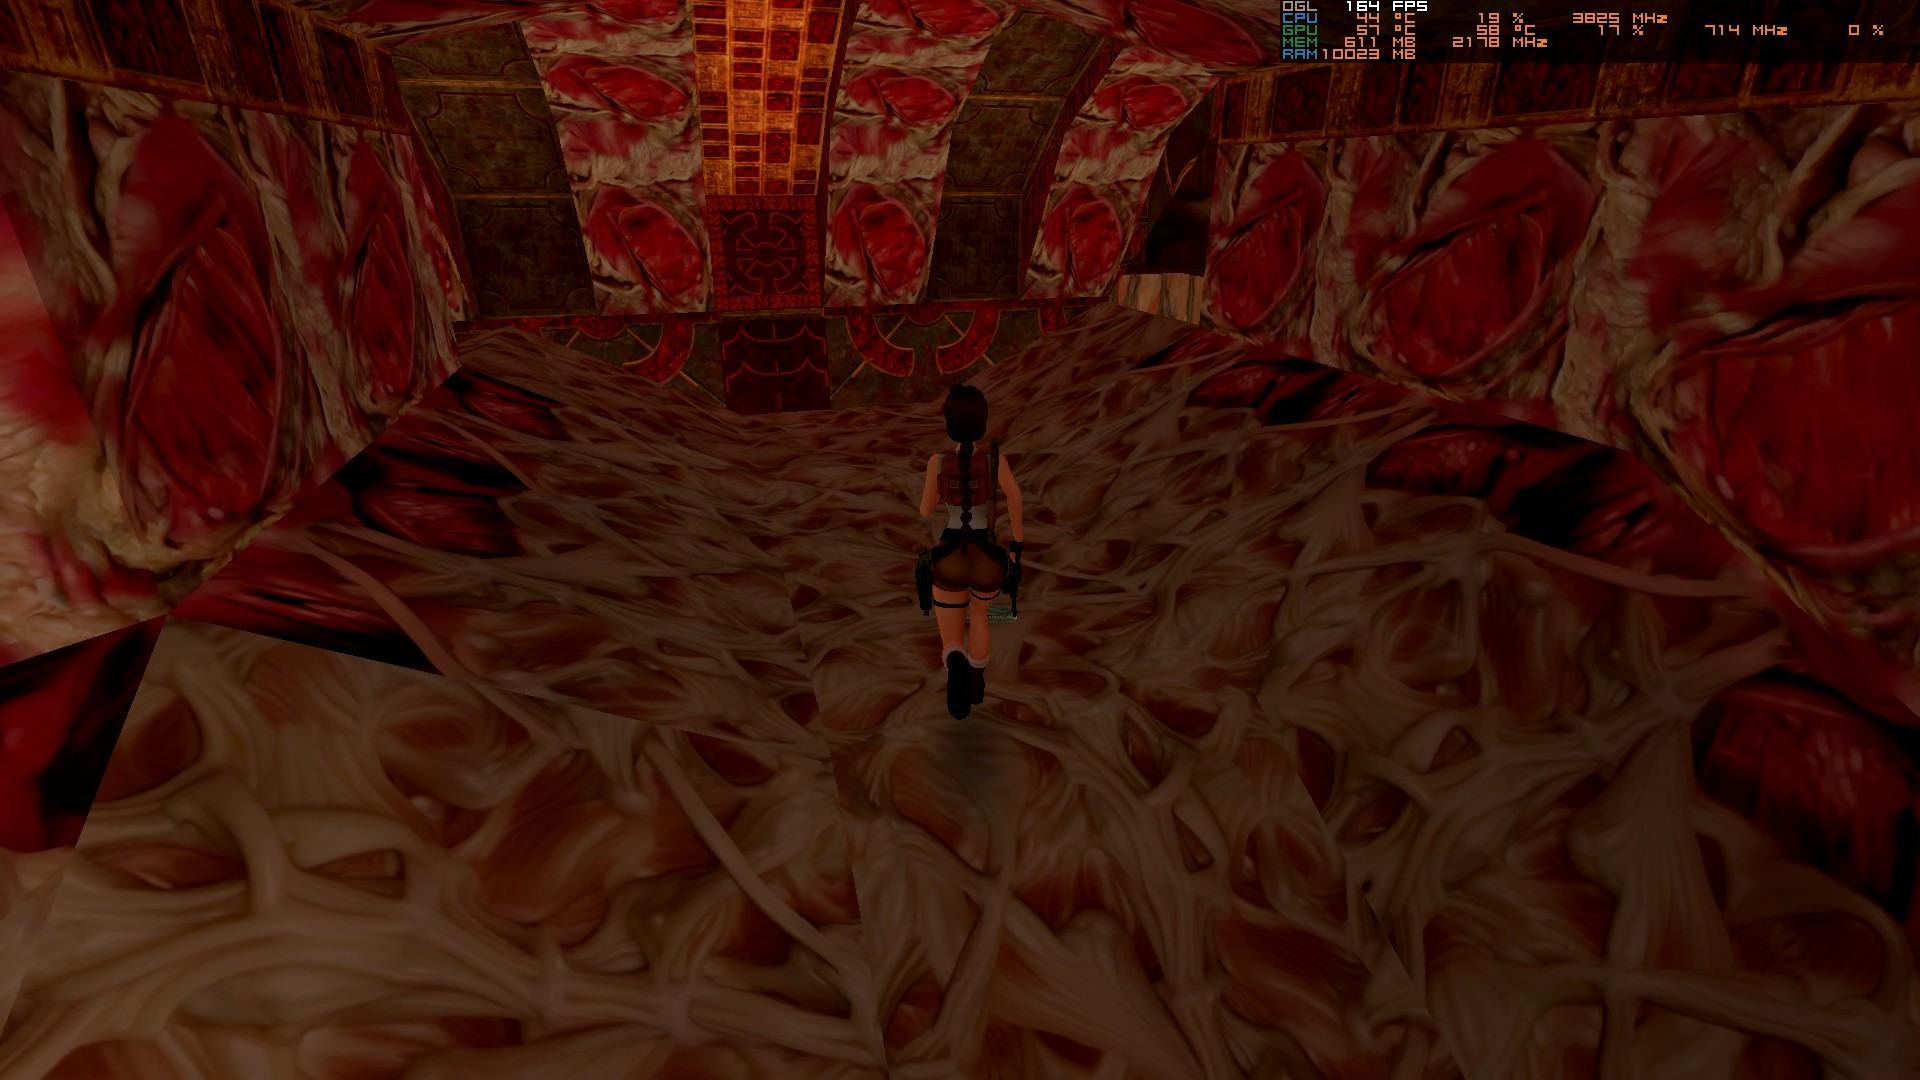 OGL 164 FPS
CPU 44 °C 19 % 3825 MHz
GPU 57 °C 58 °C 17 % 714 MHz 0 %
MEM 611 MB 2178 MHz
RAM 10023 MB